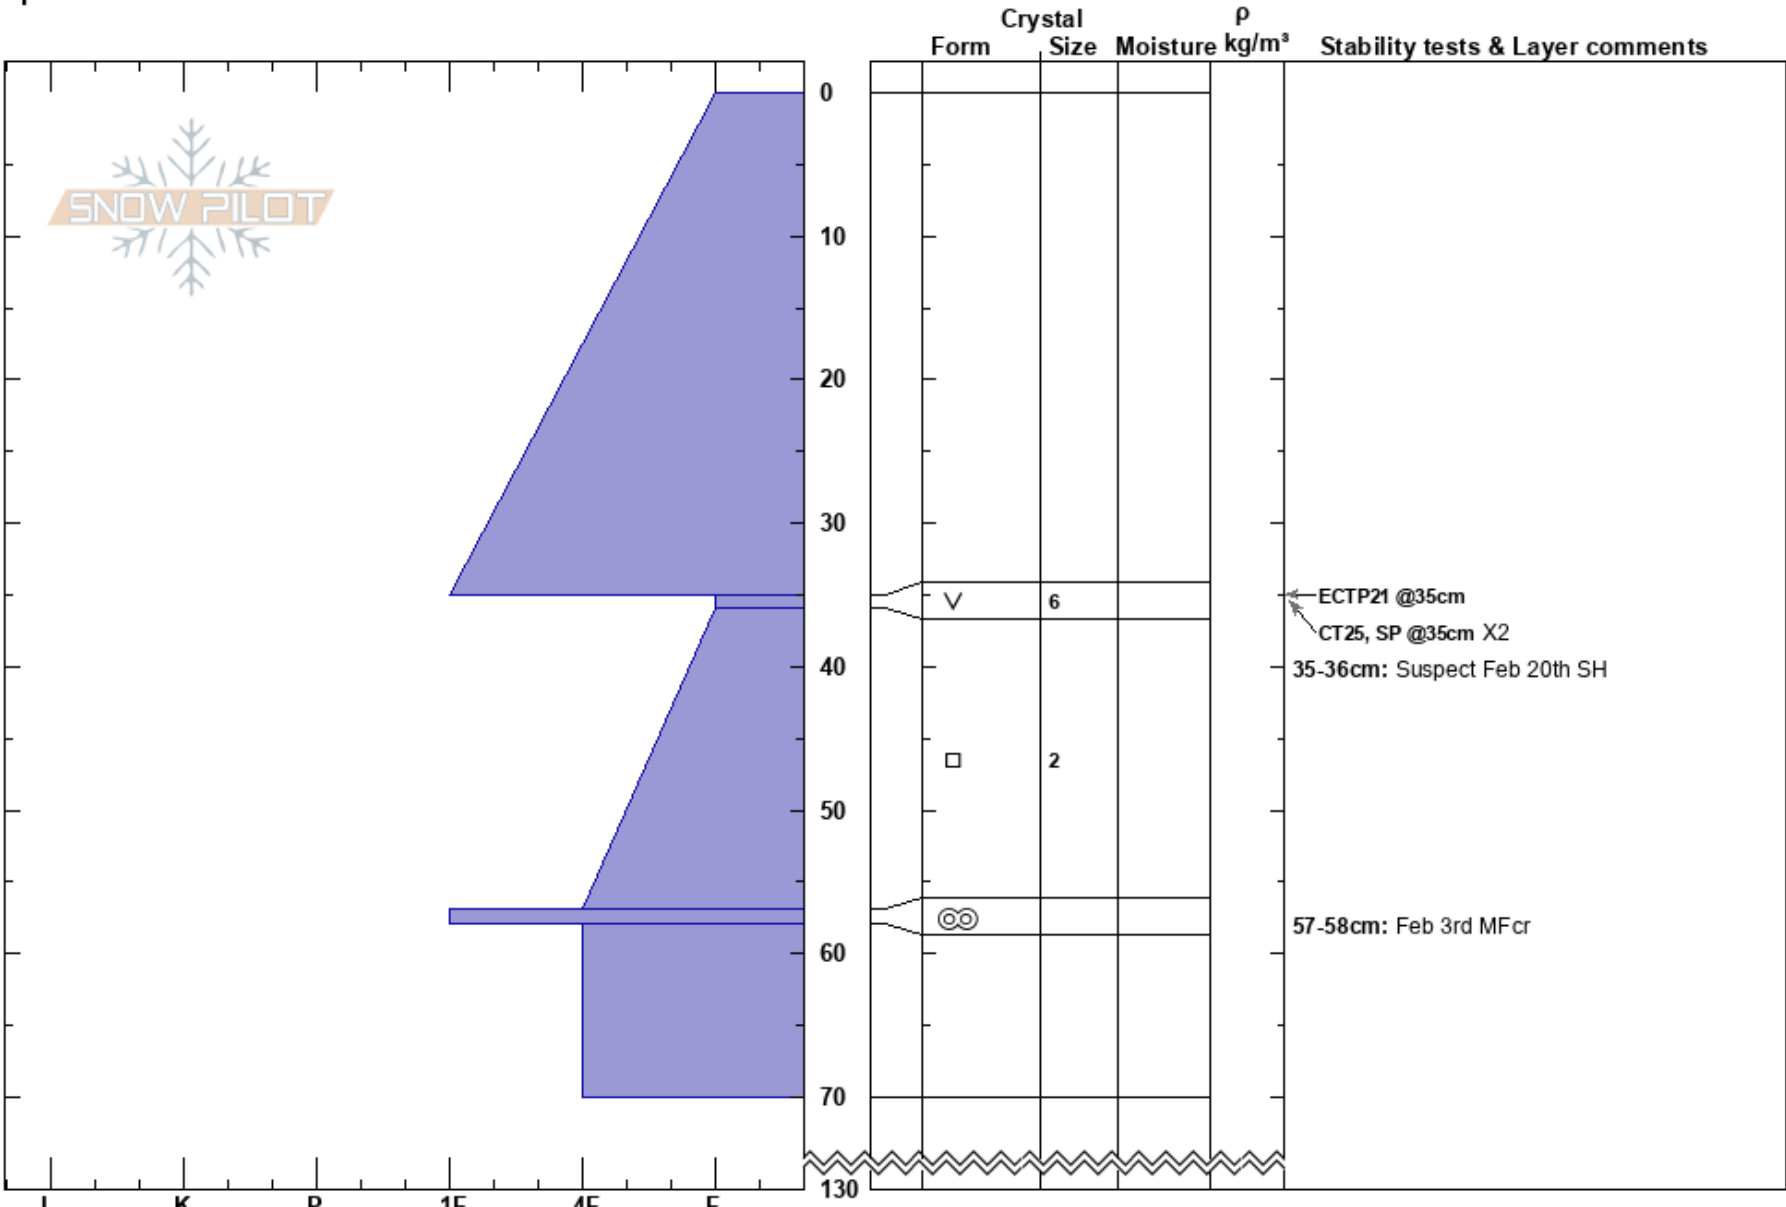 Crystal ρ
Form Size Moisture kg/m³ Stability tests & Layer comments
0
SNOW PILOT
10
20
30
ECTP21 @35cm
6
CT25, SP @35cm X2
40
35-36cm: Suspect Feb 20th SH
2
50
57-58cm: Feb 3rd MFcr
60
70
130
I K P 1F 4F F